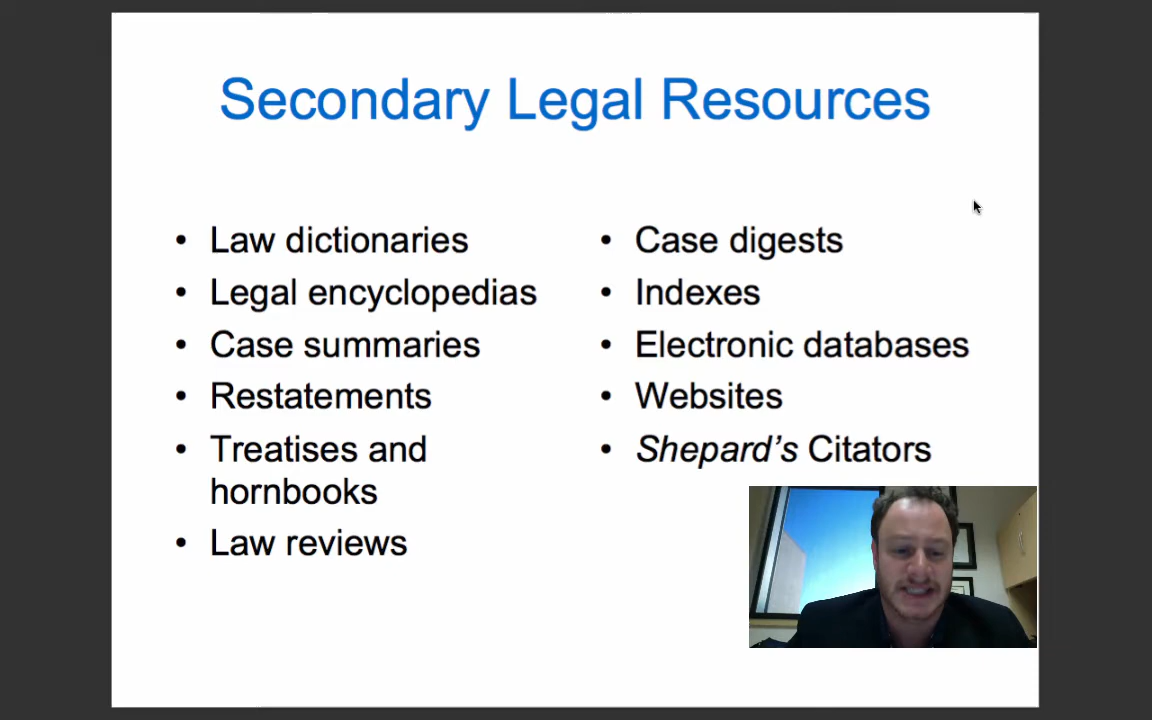 Secondary Legal Resources
• Law dictionaries
• Legal encyclopedias
• Case summaries
• Restatements
• Treatises and
hornbooks
• Law reviews
• Case digests
• Indexes
• Electronic databases
• Websites
• Shepard’s Citators